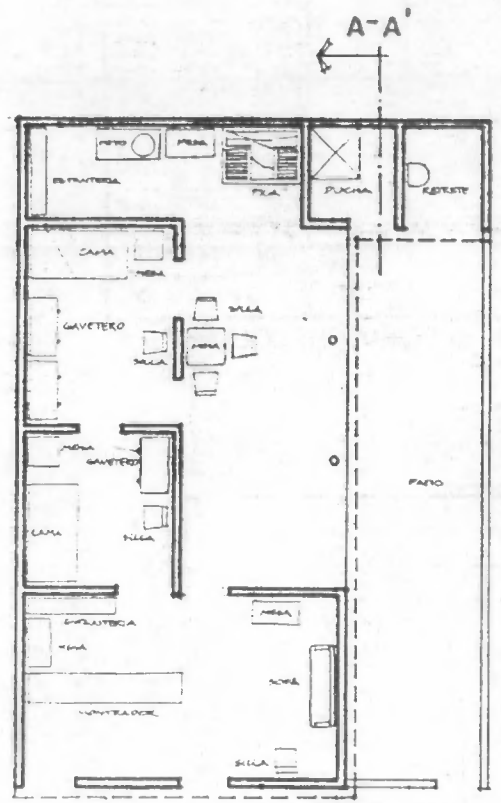 A-A'
MESA
ESTANTERIA
PILA
DUCHA
RETRETE
CAMA
MESA
SILLA
GAVETERO
SILLA
MESA
MESA
GAVETERO
PATIO
CAMA
SILLA
ESTANTERIA
MESA
MESA
SOFA
MOSTRADOR
SILLA